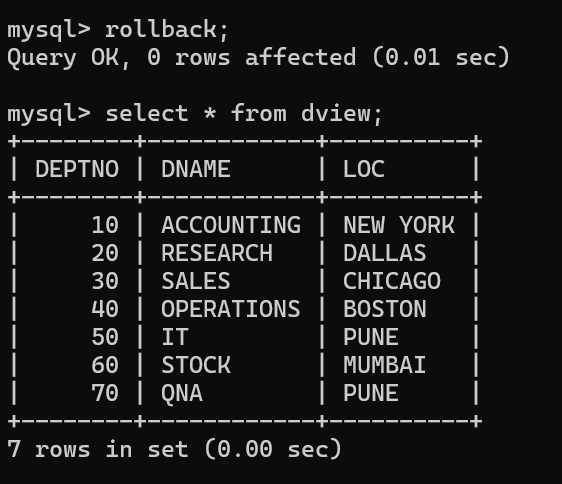 mysql> rollback;
Query OK, 0 rows affected (0.01 sec)

mysql> select * from dview;
+--------+------------+----------+
| DEPTNO | DNAME      | LOC      |
+--------+------------+----------+
|     10 | ACCOUNTING | NEW YORK |
|     20 | RESEARCH   | DALLAS   |
|     30 | SALES      | CHICAGO  |
|     40 | OPERATIONS | BOSTON   |
|     50 | IT         | PUNE     |
|     60 | STOCK      | MUMBAI   |
|     70 | QNA        | PUNE     |
+--------+------------+----------+
7 rows in set (0.00 sec)